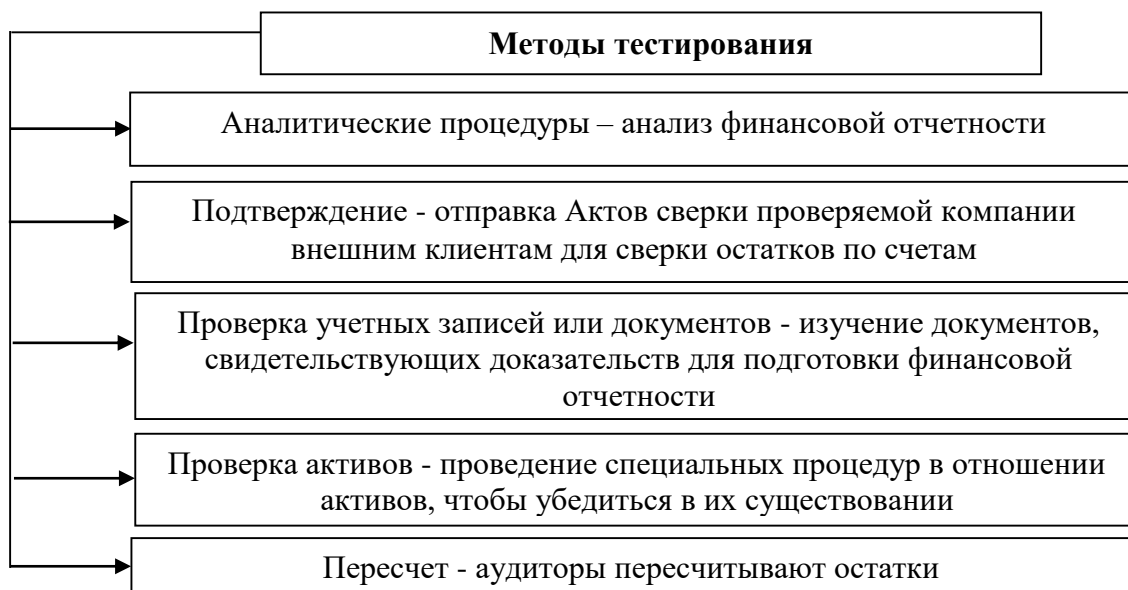 Методы тестирования
Аналитические процедуры – анализ финансовой отчетности
Подтверждение - отправка Актов сверки проверяемой компании
внешним клиентам для сверки остатков по счетам
Проверка учетных записей или документов - изучение документов,
свидетельствующих доказательств для подготовки финансовой
отчетности
Проверка активов - проведение специальных процедур в отношении
активов, чтобы убедиться в их существовании
Пересчет - аудиторы пересчитывают остатки